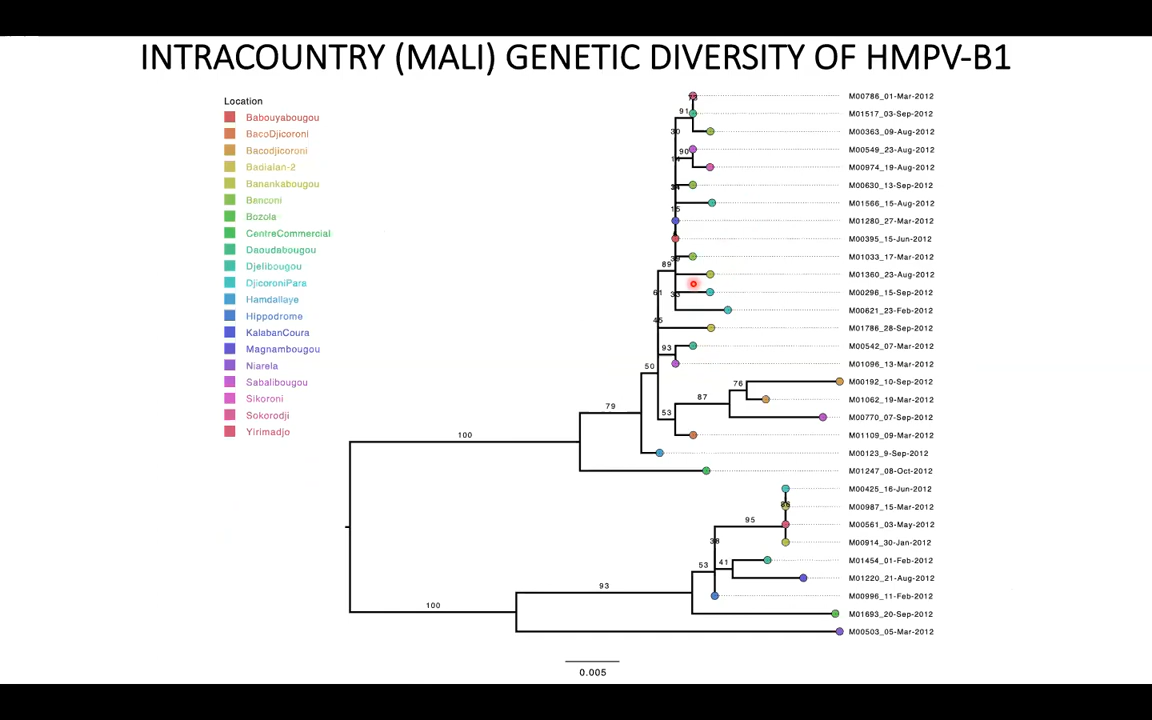 INTRACOUNTRY (MALI) GENETIC DIVERSITY OF HMPV-B1
Location
Babouyabougou
BacoDjicoroni
Bacodjicoroni
Badialan-2
Banankabougou
Banconi
Bozola
CentreCommercial
Daoudabougou
Djelibougou
DjicoroniPara
Hamdallaye
Hippodrome
KalabanCoura
Magnambougou
Niarela
Sabalibougou
Sikoroni
Sokorodji
Yirimadjo
M00786_01-Mar-2012
91
M01517_03-Sep-2012
M00363_09-Aug-2012
90
M00549_23-Aug-2012
M00974_19-Aug-2012
M00630_13-Sep-2012
M01566_15-Aug-2012
M01280_27-Mar-2012
M00395_15-Jun-2012
M01033_17-Mar-2012
89
M01360_23-Aug-2012
M00298_15-Sep-2012
M00821_23-Feb-2012
M01786_28-Sep-2012
93
M00542_07-Mar-2012
M01096_13-Mar-2012
50
76
M00192_10-Sep-2012
87
M01062_19-Mar-2012
79
53
M00770_07-Sep-2012
100
M01109_09-Mar-2012
M00123_9-Sep-2012
M01247_08-Oct-2012
M00425_16-Jun-2012
M00987_15-Mar-2012
95
M00561_03-May-2012
M00914_30-Jan-2012
53
41
M01454_01-Feb-2012
M01220_21-Aug-2012
93
M00996_11-Feb-2012
100
M01693_20-Sep-2012
M00503_05-Mar-2012
0.005